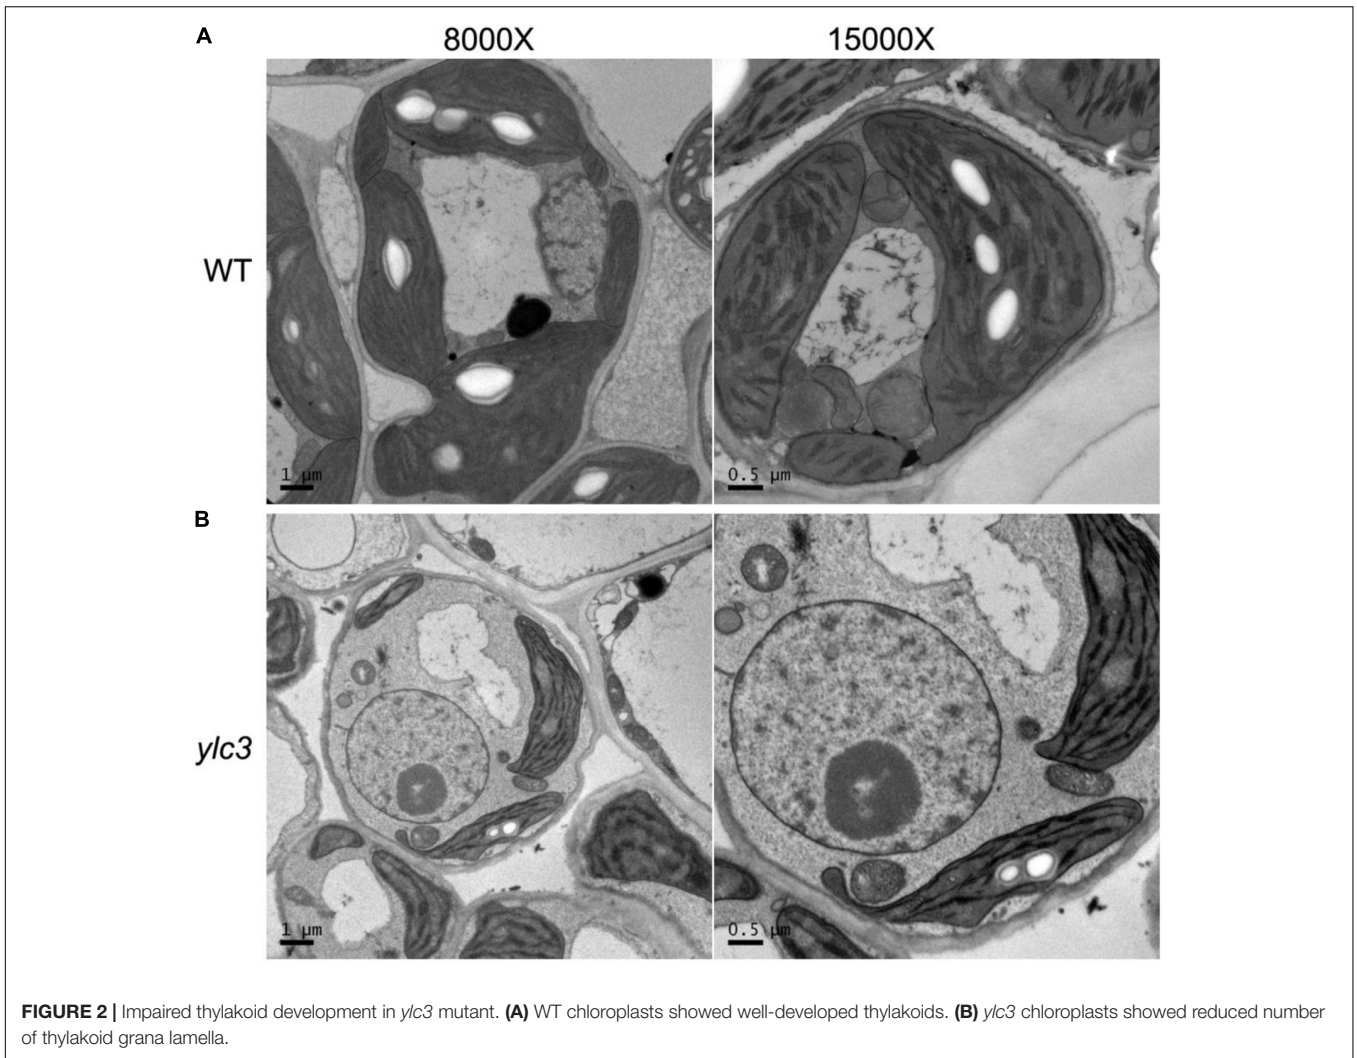 A
8000X
15000X
WT
1 μm
0.5 μm
B
ylc3
1 μm
0.5 μm
FIGURE 2 | Impaired thylakoid development in ylc3 mutant. (A) WT chloroplasts showed well-developed thylakoids. (B) ylc3 chloroplasts showed reduced number
of thylakoid grana lamella.